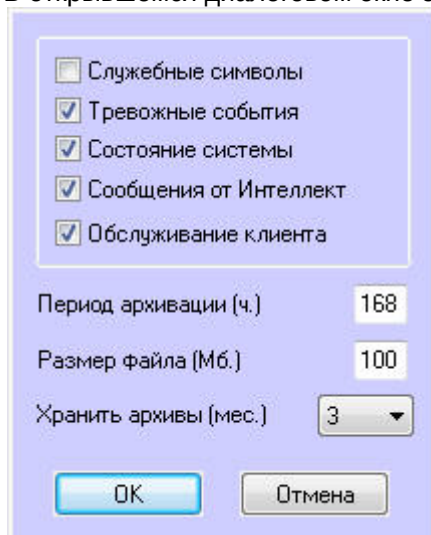 Служебные символы
Тревожные события
Состояние системы
Сообщения от Интеллект
Обслуживание клиента
Период архивации (ч.) 168
Размер файла (Мб.) 100
Хранить архивы (мес.) 3
ОК Отмена